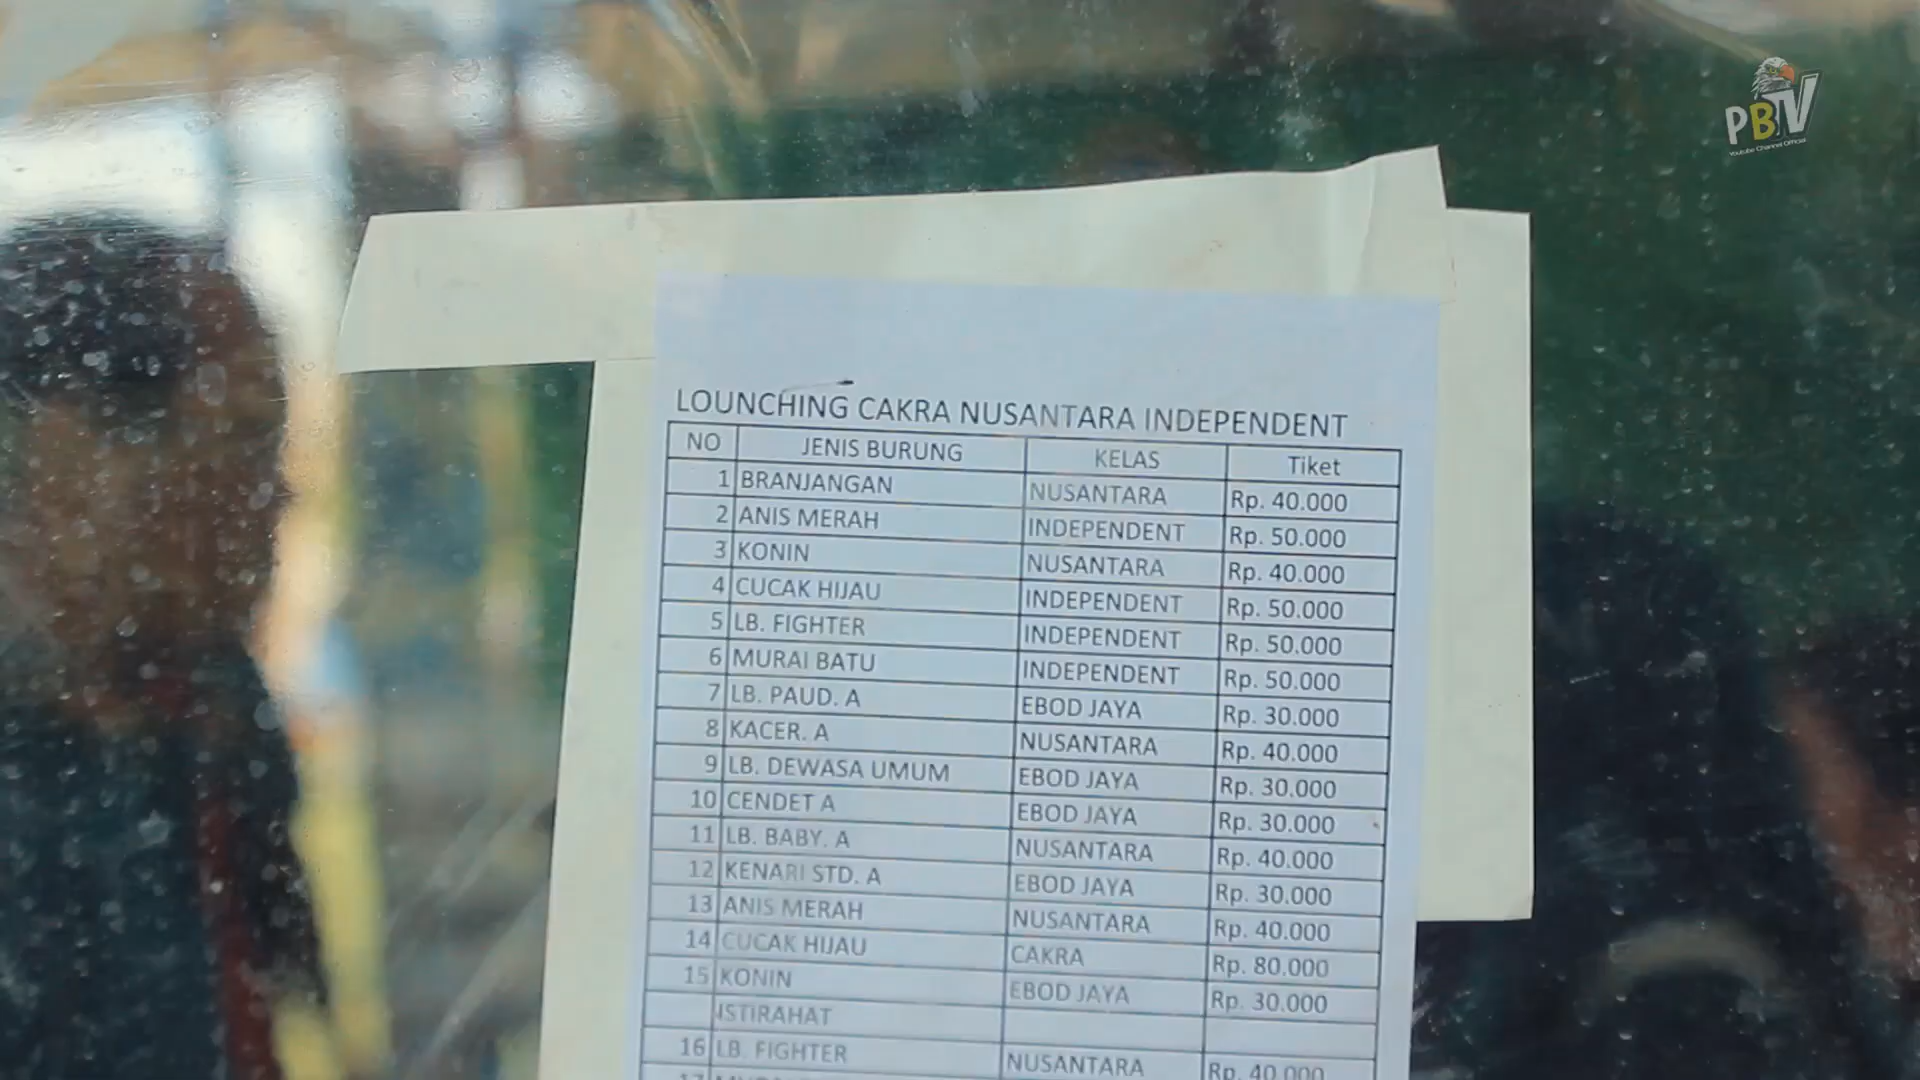 PBTV
Youtube Channel Official
LOUNCHING CAKRA NUSANTARA INDEPENDENT
NO JENIS BURUNG KELAS Tiket
1 BRANJANGAN NUSANTARA Rp. 40.000
2 ANIS MERAH INDEPENDENT Rp. 50.000
3 KONIN NUSANTARA Rp. 40.000
4 CUCAK HIJAU INDEPENDENT Rp. 50.000
5 LB. FIGHTER INDEPENDENT Rp. 50.000
6 MURAI BATU INDEPENDENT Rp. 50.000
7 LB. PAUD. A EBOD JAYA Rp. 30.000
8 KACER. A NUSANTARA Rp. 40.000
9 LB. DEWASA UMUM EBOD JAYA Rp. 30.000
10 CENDET A EBOD JAYA Rp. 30.000
11 LB. BABY. A NUSANTARA Rp. 40.000
12 KENARI STD. A EBOD JAYA Rp. 30.000
13 ANIS MERAH NUSANTARA Rp. 40.000
14 CUCAK HIJAU CAKRA Rp. 80.000
15 KONIN EBOD JAYA Rp. 30.000
ISTIRAHAT
16 LB. FIGHTER NUSANTARA Rp. 40.000